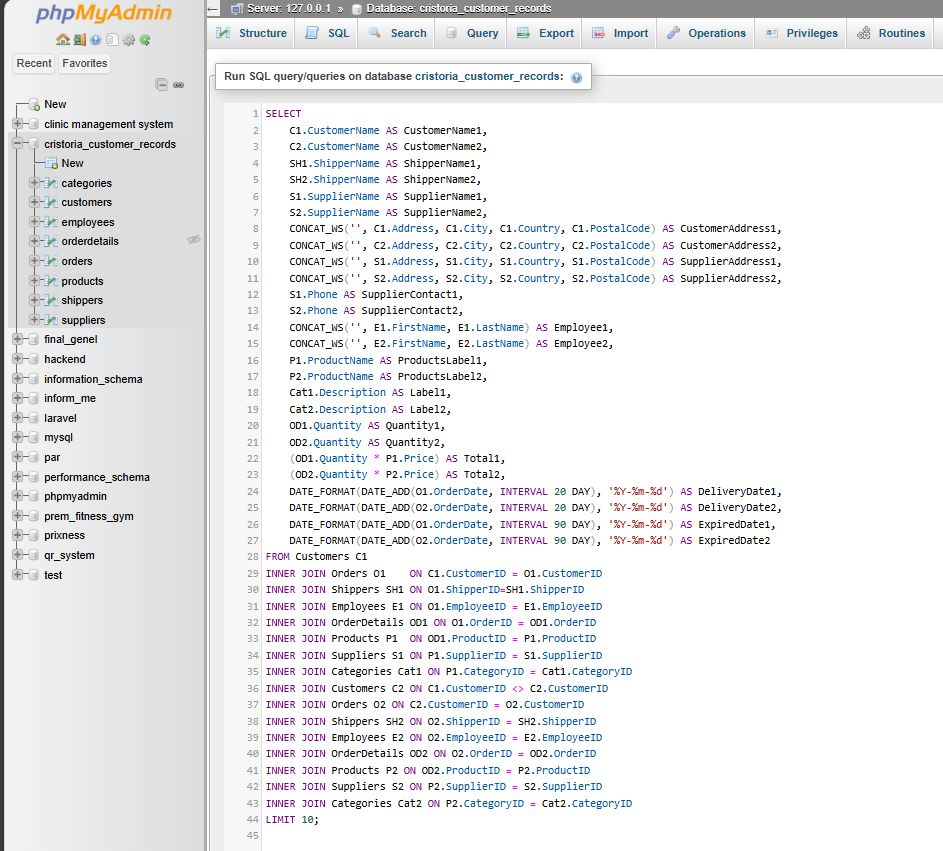 phpMyAdmin
Recent Favorites
New
clinic management system
cristoria_customer_records
New
categories
customers
employees
orderdetails
orders
products
shippers
suppliers
final_genel
hackend
information_schema
inform_me
laravel
mysql
par
performance_schema
phpmyadmin
prem_fitness_gym
prixness
qr_system
test
Server: 127.0.0.1 » Database: cristoria_customer_records
Structure SQL Search Query Export Import Operations Privileges Routines
Run SQL query/queries on database cristoria_customer_records:
1 SELECT
2 C1.CustomerName AS CustomerName1,
3 C2.CustomerName AS CustomerName2,
4 SH1.ShipperName AS ShipperName1,
5 SH2.ShipperName AS ShipperName2,
6 S1.SupplierName AS SupplierName1,
7 S2.SupplierName AS SupplierName2,
8 CONCAT_WS('', C1.Address, C1.City, C1.Country, C1.PostalCode) AS CustomerAddress1,
9 CONCAT_WS('', C2.Address, C2.City, C2.Country, C2.PostalCode) AS CustomerAddress2,
10 CONCAT_WS('', S1.Address, S1.City, S1.Country, S1.PostalCode) AS SupplierAddress1,
11 CONCAT_WS('', S2.Address, S2.City, S2.Country, S2.PostalCode) AS SupplierAddress2,
12 S1.Phone AS SupplierContact1,
13 S2.Phone AS SupplierContact2,
14 CONCAT_WS('', E1.FirstName, E1.LastName) AS Employee1,
15 CONCAT_WS('', E2.FirstName, E2.LastName) AS Employee2,
16 P1.ProductName AS ProductsLabel1,
17 P2.ProductName AS ProductsLabel2,
18 Cat1.Description AS Label1,
19 Cat2.Description AS Label2,
20 OD1.Quantity AS Quantity1,
21 OD2.Quantity AS Quantity2,
22 (OD1.Quantity * P1.Price) AS Total1,
23 (OD2.Quantity * P2.Price) AS Total2,
24 DATE_FORMAT(DATE_ADD(O1.OrderDate, INTERVAL 20 DAY), '%Y-%m-%d') AS DeliveryDate1,
25 DATE_FORMAT(DATE_ADD(O2.OrderDate, INTERVAL 20 DAY), '%Y-%m-%d') AS DeliveryDate2,
26 DATE_FORMAT(DATE_ADD(O1.OrderDate, INTERVAL 90 DAY), '%Y-%m-%d') AS ExpiredDate1,
27 DATE_FORMAT(DATE_ADD(O2.OrderDate, INTERVAL 90 DAY), '%Y-%m-%d') AS ExpiredDate2
28 FROM Customers C1
29 INNER JOIN Orders O1 ON C1.CustomerID = O1.CustomerID
30 INNER JOIN Shippers SH1 ON O1.ShipperID=SH1.ShipperID
31 INNER JOIN Employees E1 ON O1.EmployeeID = E1.EmployeeID
32 INNER JOIN OrderDetails OD1 ON O1.OrderID = OD1.OrderID
33 INNER JOIN Products P1 ON OD1.ProductID = P1.ProductID
34 INNER JOIN Suppliers S1 ON P1.SupplierID = S1.SupplierID
35 INNER JOIN Categories Cat1 ON P1.CategoryID = Cat1.CategoryID
36 INNER JOIN Customers C2 ON C1.CustomerID <> C2.CustomerID
37 INNER JOIN Orders O2 ON C2.CustomerID = O2.CustomerID
38 INNER JOIN Shippers SH2 ON O2.ShipperID = SH2.ShipperID
39 INNER JOIN Employees E2 ON O2.EmployeeID = E2.EmployeeID
40 INNER JOIN OrderDetails OD2 ON O2.OrderID = OD2.OrderID
41 INNER JOIN Products P2 ON OD2.ProductID = P2.ProductID
42 INNER JOIN Suppliers S2 ON P2.SupplierID = S2.SupplierID
43 INNER JOIN Categories Cat2 ON P2.CategoryID = Cat2.CategoryID
44 LIMIT 10;
45